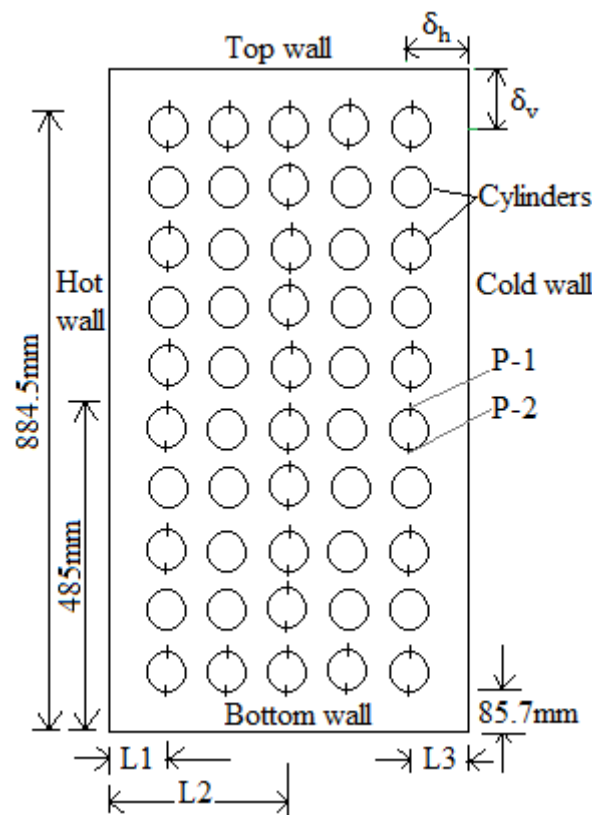 Top wall
δh
δv
Cylinders
Hot
wall
Cold wall
884.5mm
P-1
P-2
485mm
Bottom wall
85.7mm
L1
L3
L2